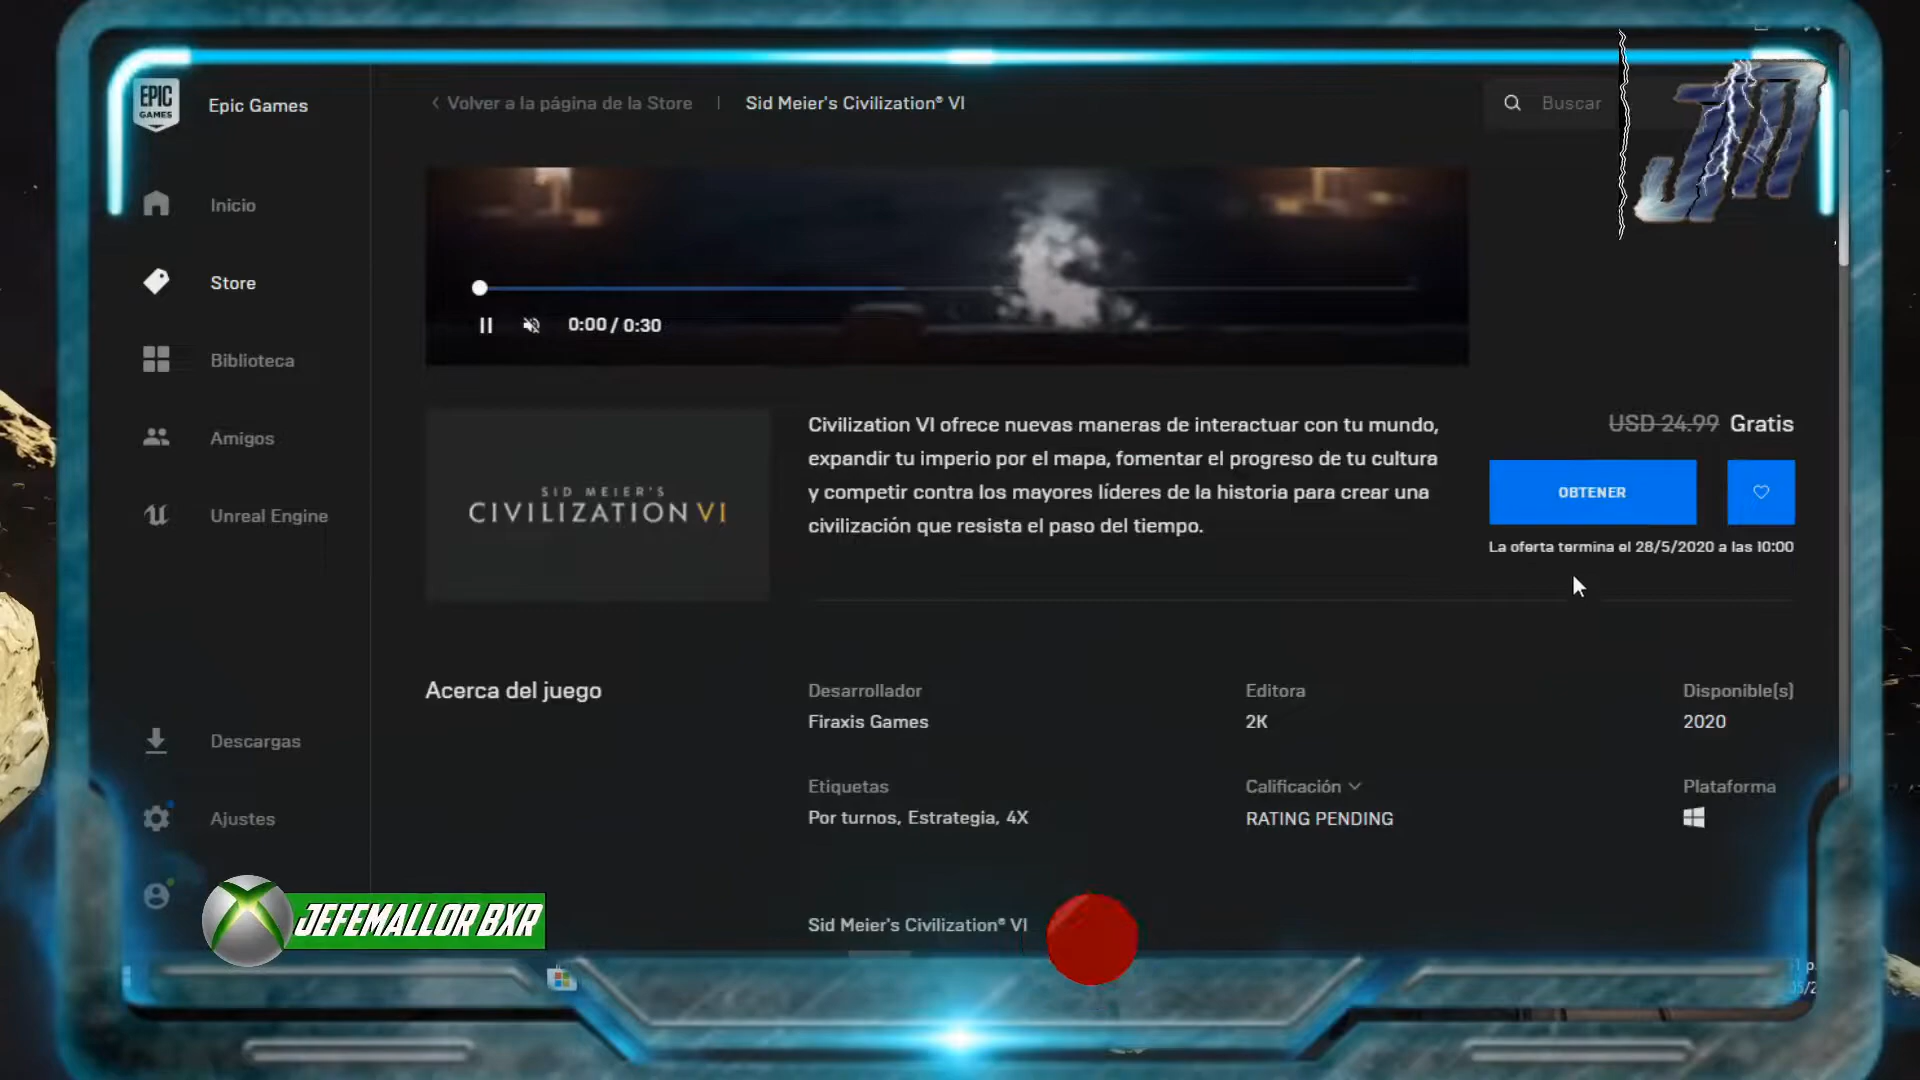 EPIC
GAMES
Epic Games
Volver a la página de la Store
Sid Meier's Civilization® VI
Buscar
JM
Inicio
Store
0:00 / 0:30
Biblioteca
Amigos
Unreal Engine
SID MEIER'S
CIVILIZATION VI
Civilization VI ofrece nuevas maneras de interactuar con tu mundo,
expandir tu imperio por el mapa, fomentar el progreso de tu cultura
y competir contra los mayores líderes de la historia para crear una
civilización que resista el paso del tiempo.
USD 24.99 Gratis
OBTENER
La oferta termina el 28/5/2020 a las 10:00
Acerca del juego
Desarrollador
Firaxis Games
Editora
2K
Disponible(s)
2020
Etiquetas
Por turnos, Estrategia, 4X
Calificación
RATING PENDING
Plataforma
Descargas
Ajustes
JEFEMALLOR BXR
Sid Meier's Civilization® VI